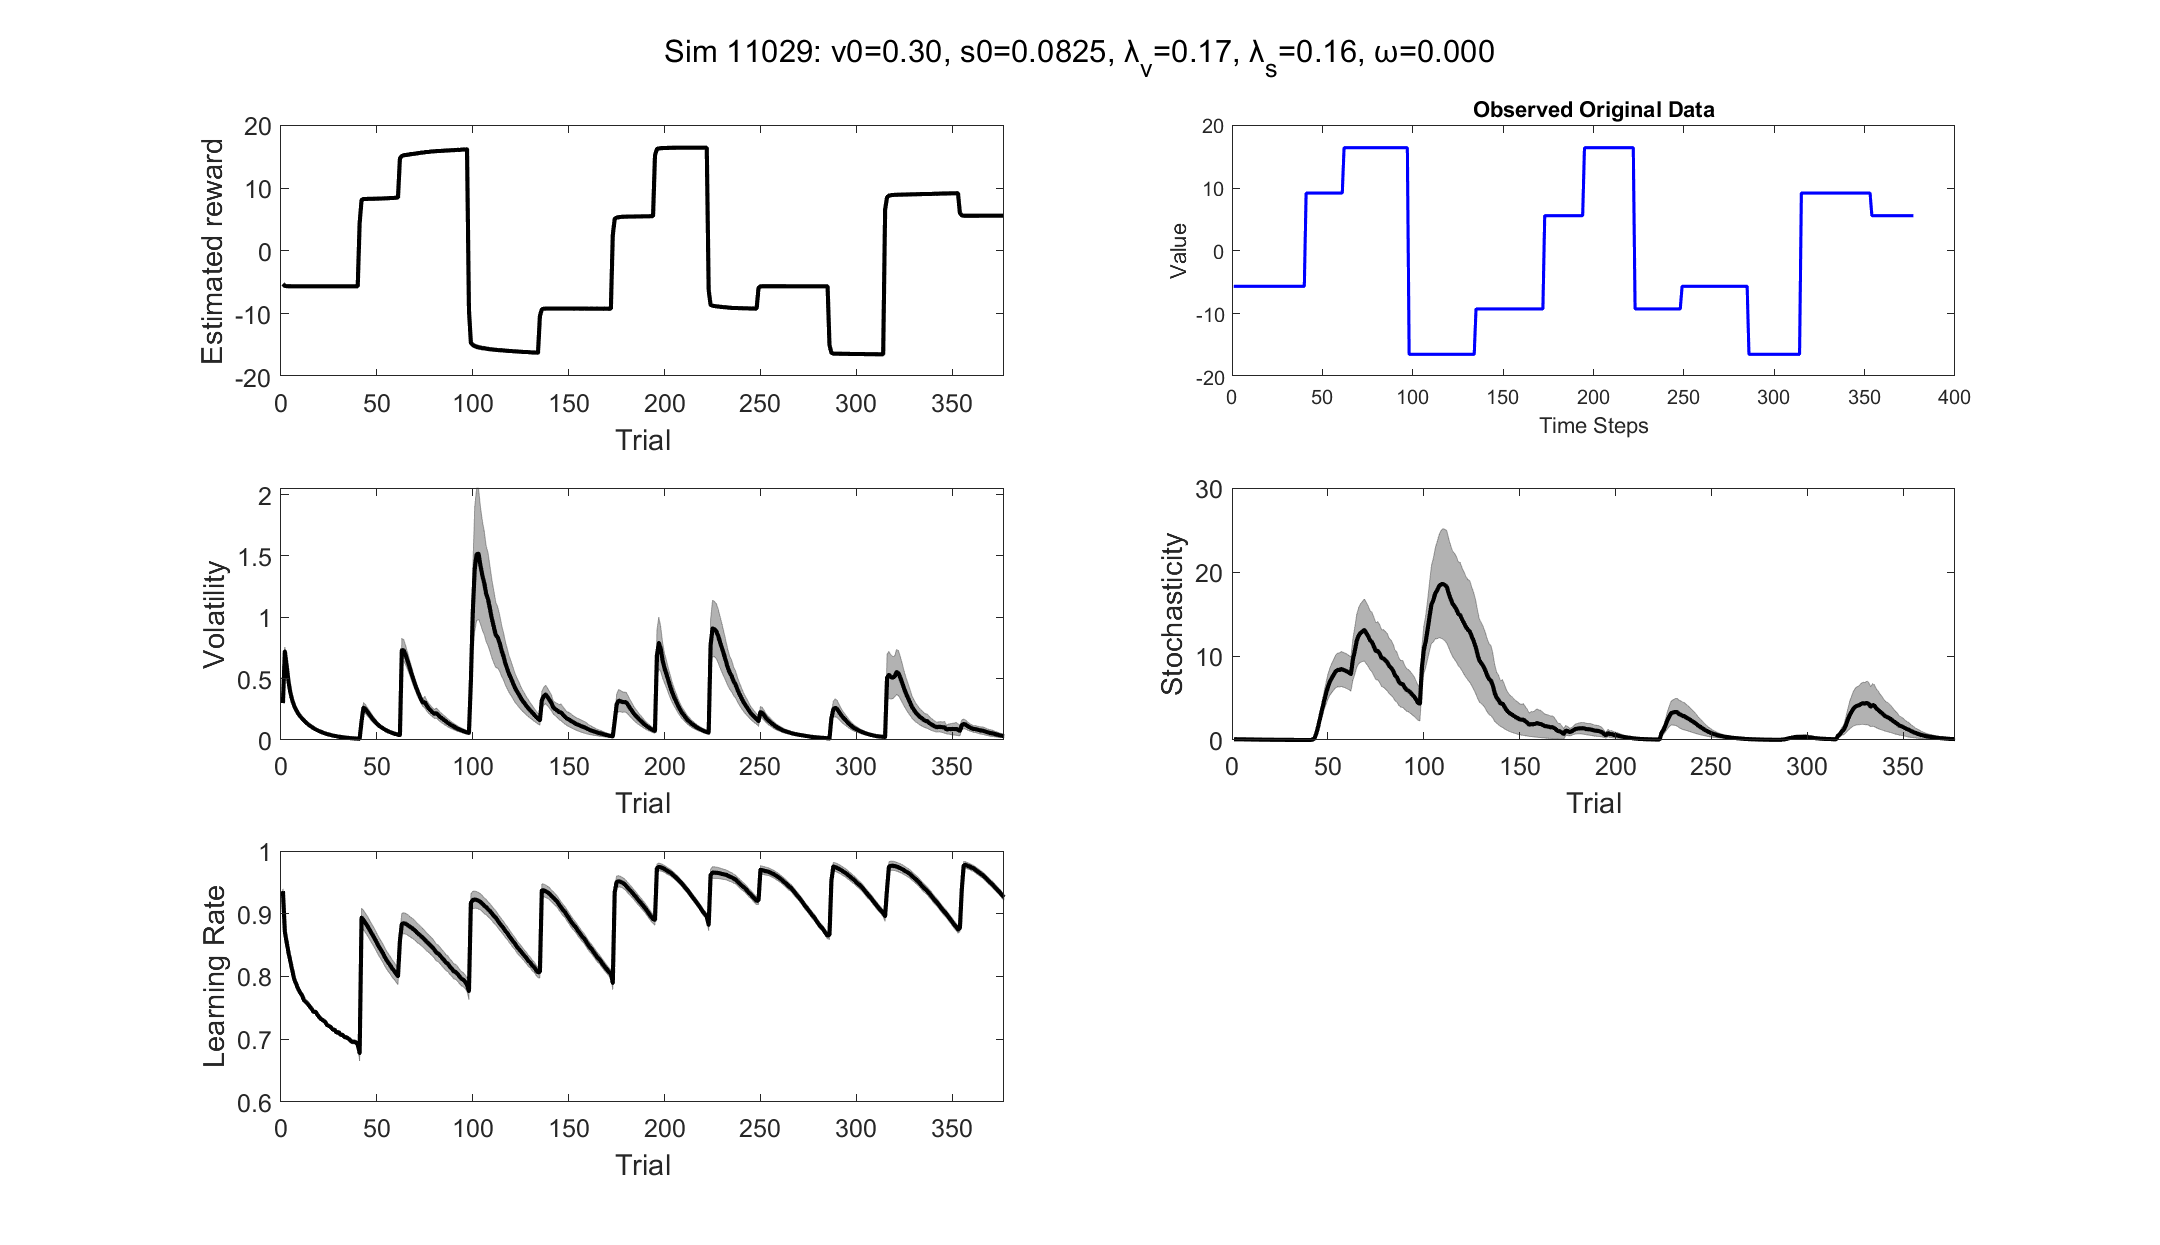 Sim 11029: v0=0.30, s0=0.0825, λ_v=0.17, λ_s=0.16, ω=0.000
Estimated reward
20
10
0
-10
-20
0 50 100 150 200 250 300 350
Trial
Observed Original Data
Value
20
10
0
-10
-20
0 50 100 150 200 250 300 350 400
Time Steps
Volatility
2
1.5
1
0.5
0
0 50 100 150 200 250 300 350
Trial
Stochasticity
30
20
10
0
0 50 100 150 200 250 300 350
Trial
Learning Rate
1
0.9
0.8
0.7
0.6
0 50 100 150 200 250 300 350
Trial